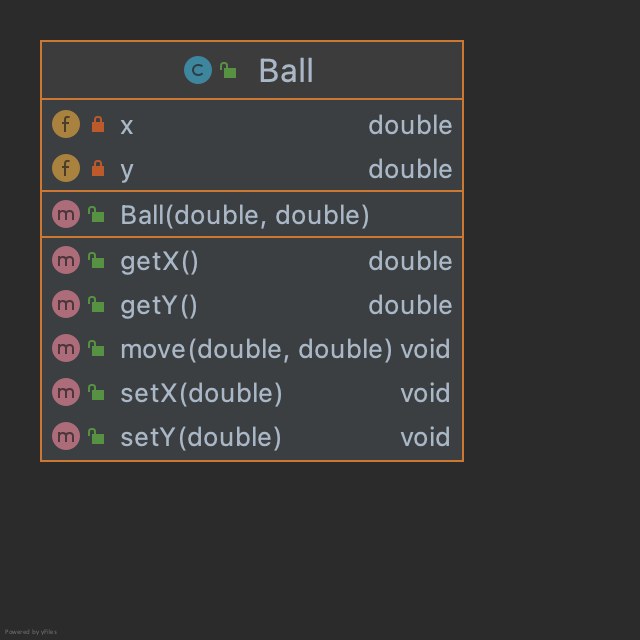 C Ball
f x double
f y double
m Ball(double, double)
m getX() double
m getY() double
m move(double, double) void
m setX(double) void
m setY(double) void
Powered by yFiles